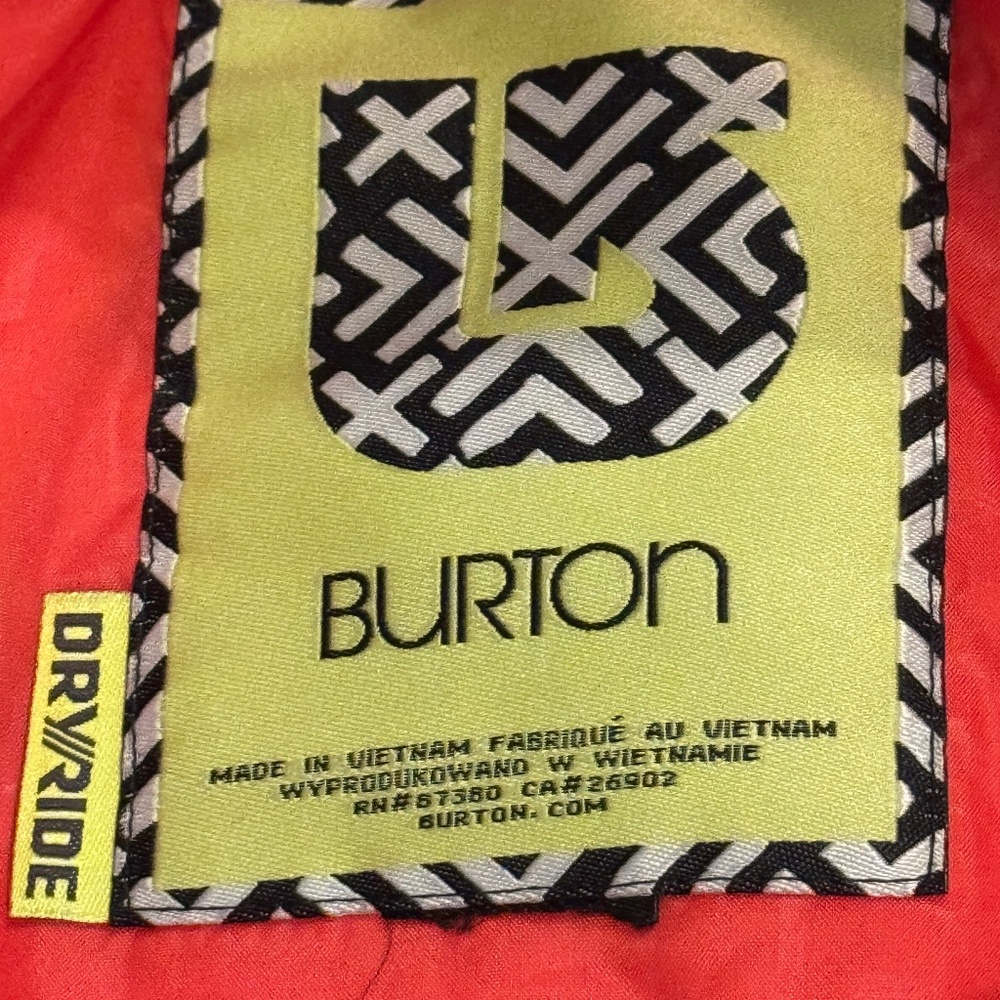 BURTON
MADE IN VIETNAM FABRIQUÉ AU VIETNAM
WYPRODUKOWANO W WIETNAMIE
RN#67380 CA#26902
BURTON.COM
DRY///RIDE